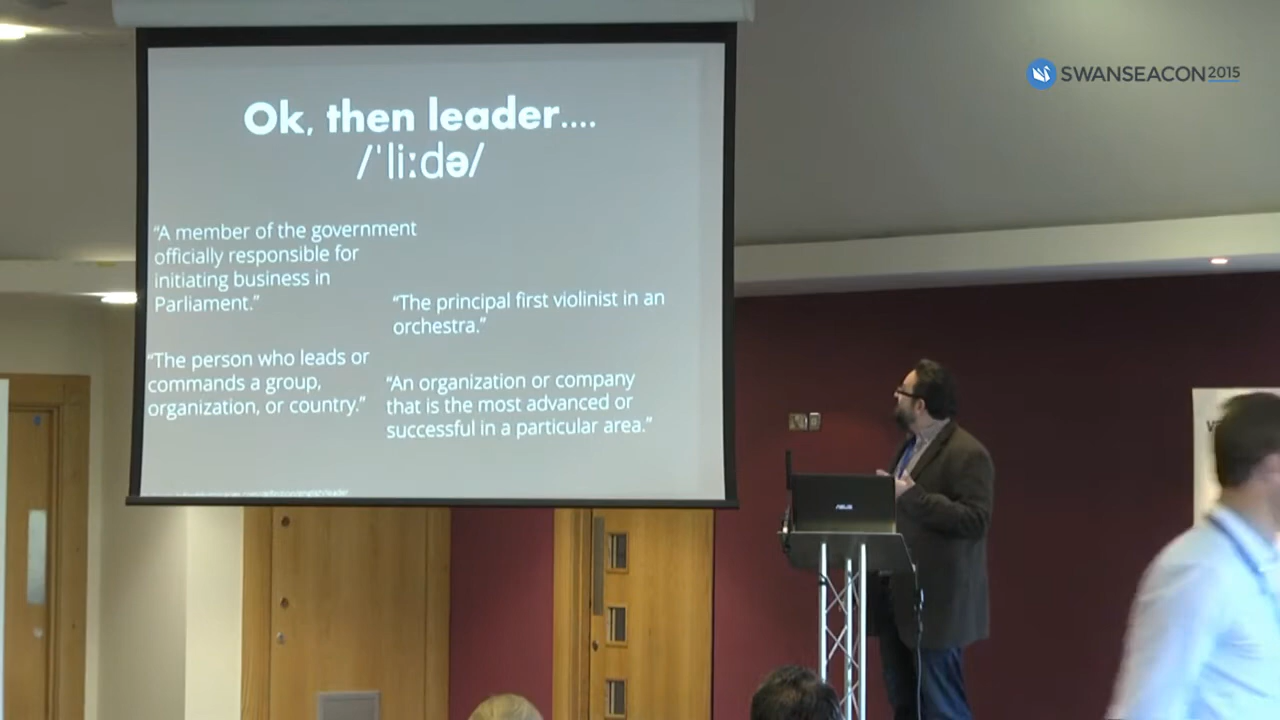 SWANSEACON 2015
Ok, then leader....
/ˈliːdə/
“A member of the government
officially responsible for
initiating business in
Parliament.”
“The principal first violinist in an
orchestra.”
“The person who leads or
commands a group,
organization, or country.”
“An organization or company
that is the most advanced or
successful in a particular area.”
ASUS